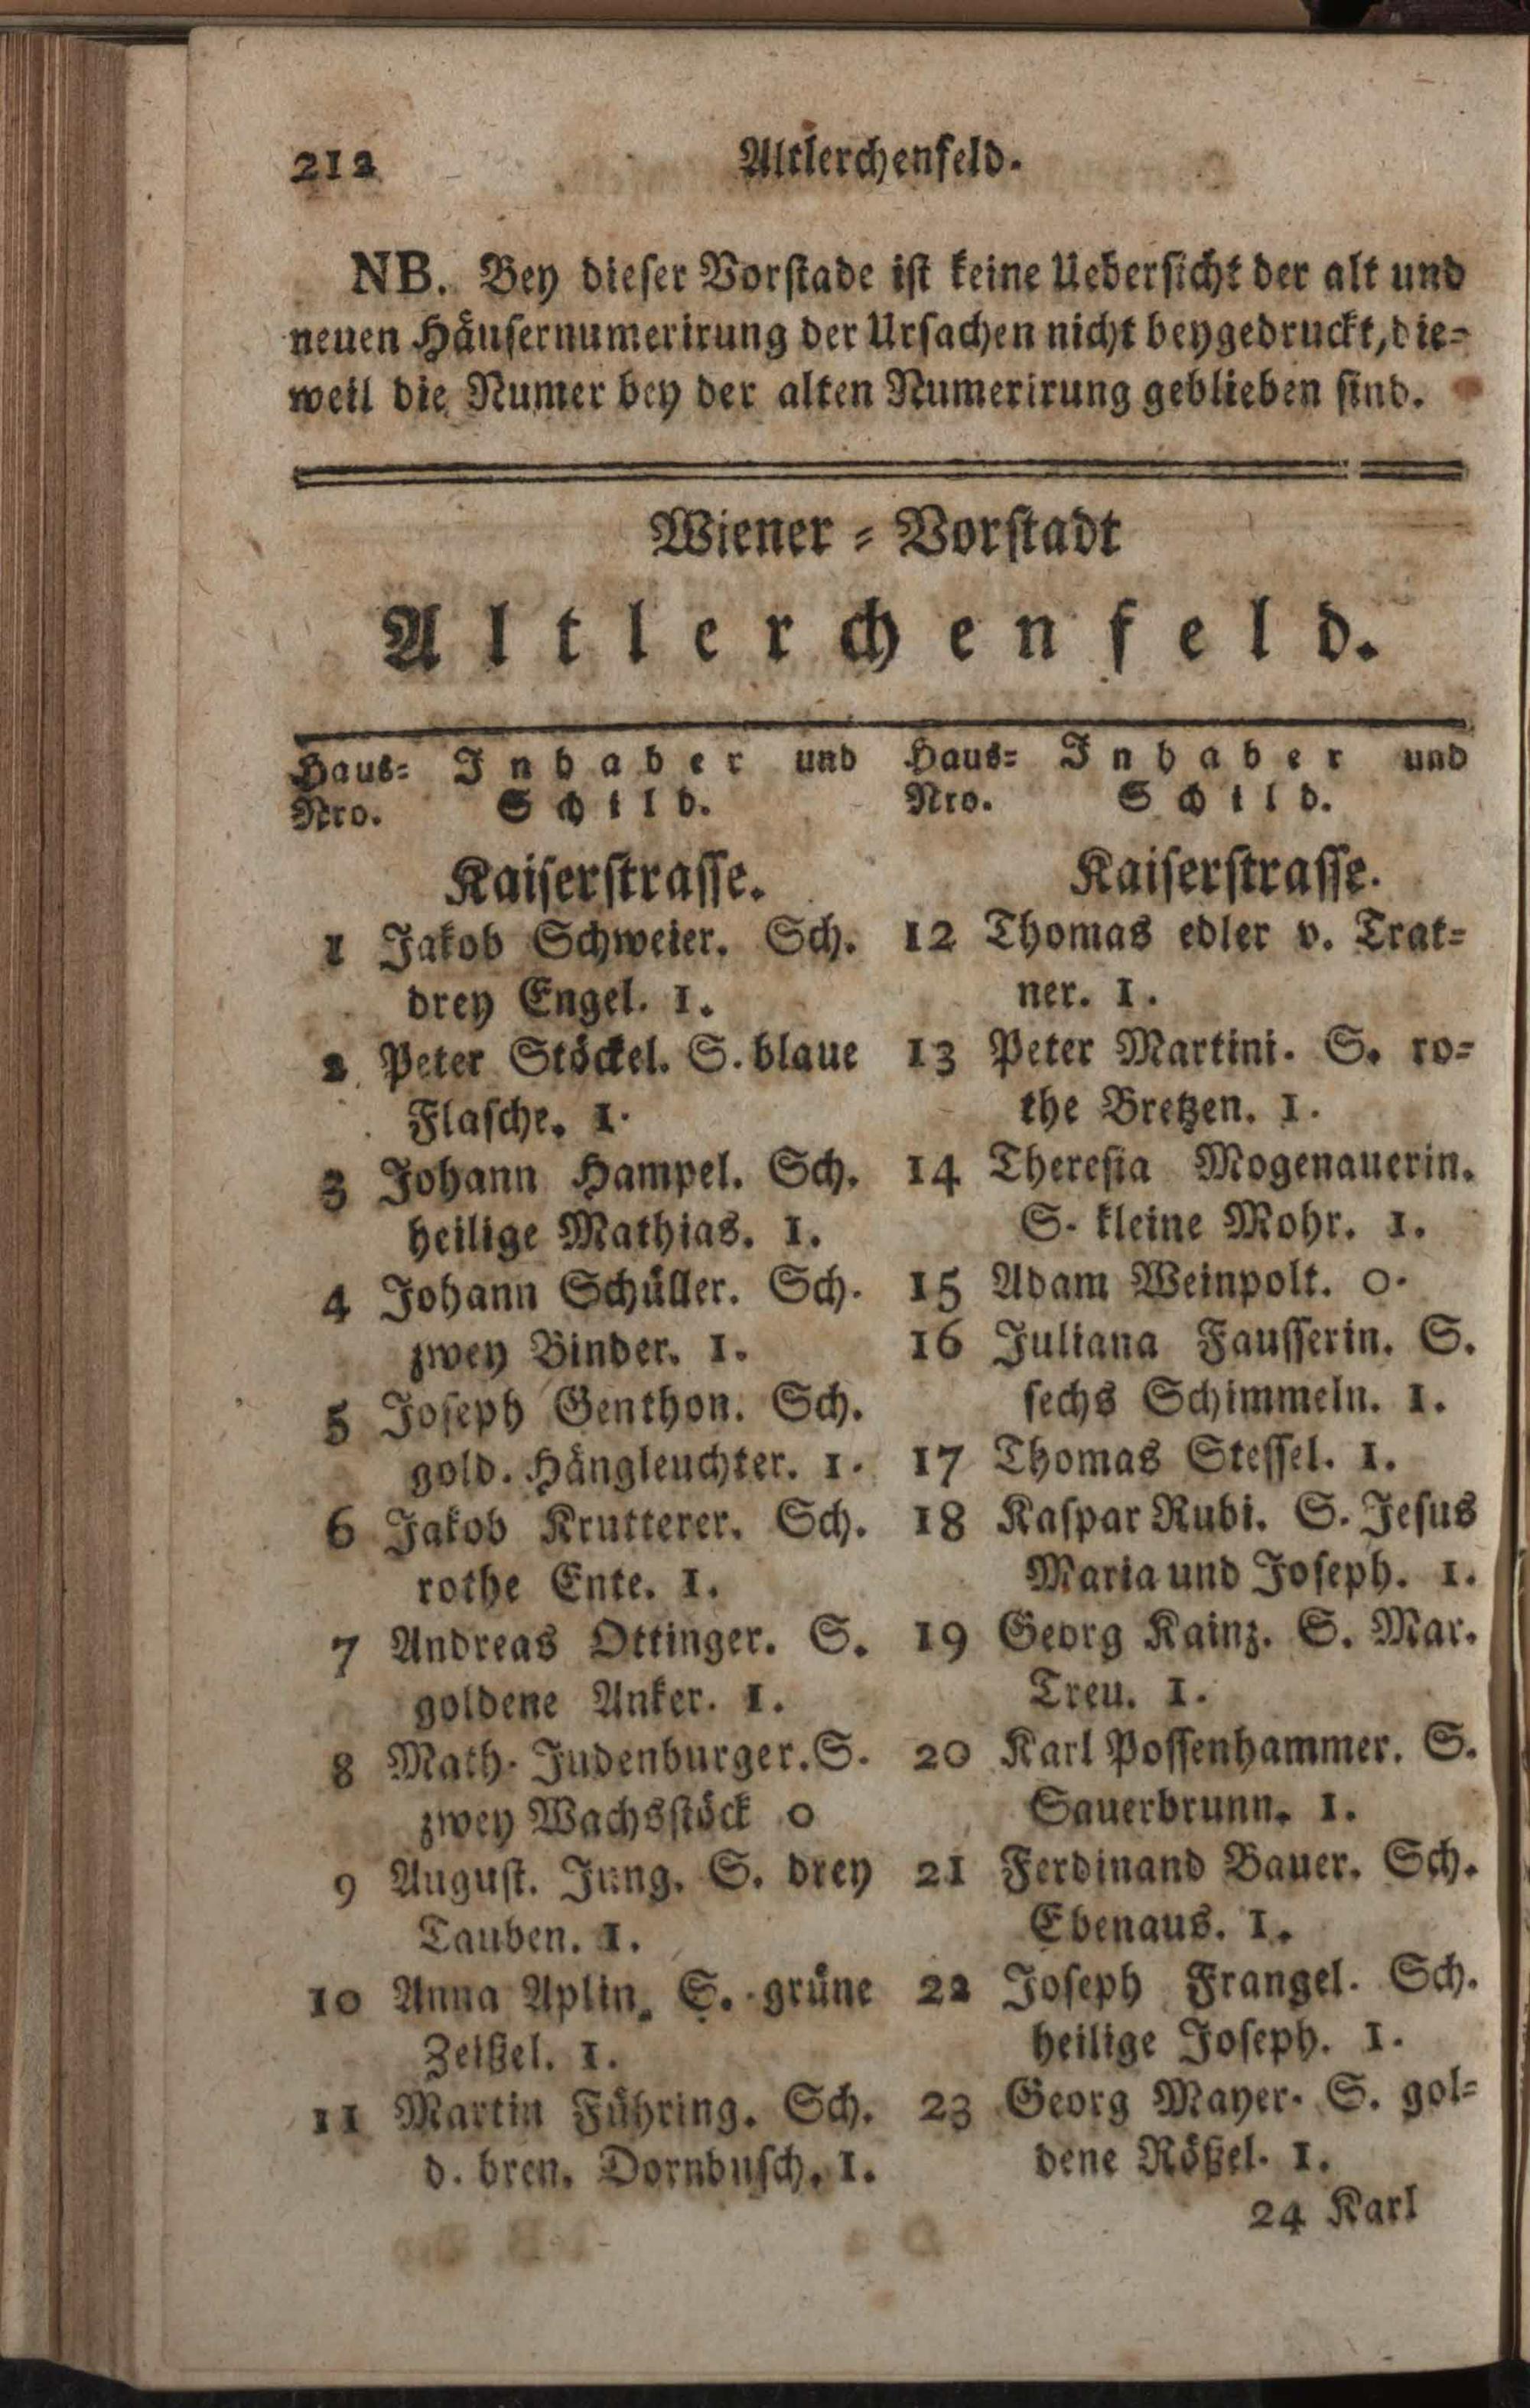 212
Altlerchenfeld.
NB. Bey dieser Vorstade ist keine Uebersicht der alt und
neuen Häusernumerirung der Ursachen nicht beygedruckt, die-
weil die Numer bey der alten Numerirung geblieben sind.
Wiener - Vorstadt
Altlerchenfeld.
Haus- Inhaber und
Nro. Schild.
Kaiserstrasse.
1 Jakob Schweier. Sch.
drey Engel. 1.
2 Peter Stöckel. S. blaue
Flasche. 1.
3 Johann Hampel. Sch.
heilige Mathias. 1.
4 Johann Schüller. Sch.
zwey Binder. 1.
5 Joseph Genthon. Sch.
gold. Hängleuchter. 1.
6 Jakob Krutterer. Sch.
rothe Ente. 1.
7 Andreas Ottinger. S.
goldene Anker. 1.
8 Math. Judenburger. S.
zwey Wachsstöck 0
9 August. Jung. S. drey
Tauben. 1.
10 Anna Aplin. S. grüne
Zeißel. 1.
11 Martin Führing. Sch.
d. bren. Dornbusch. 1.
Haus- Inhaber und
Nro. Schild.
Kaiserstrasse.
12 Thomas edler v. Trat-
ner. 1.
13 Peter Martini. S. ro-
the Bretzen. 1.
14 Theresia Mogenauerin.
S. kleine Mohr. 1.
15 Adam Weinpolt. 0.
16 Juliana Fausserin. S.
sechs Schimmeln. 1.
17 Thomas Stessel. 1.
18 Kaspar Rubi. S. Jesus
Maria und Joseph. 1.
19 Georg Kainz. S. Mar.
Treu. 1.
20 Karl Possenhammer. S.
Sauerbrunn. 1.
21 Ferdinand Bauer. Sch.
Ebenaus. 1.
22 Joseph Frangel. Sch.
heilige Joseph. 1.
23 Georg Mayer. S. gol-
dene Rößel. 1.
24 Karl